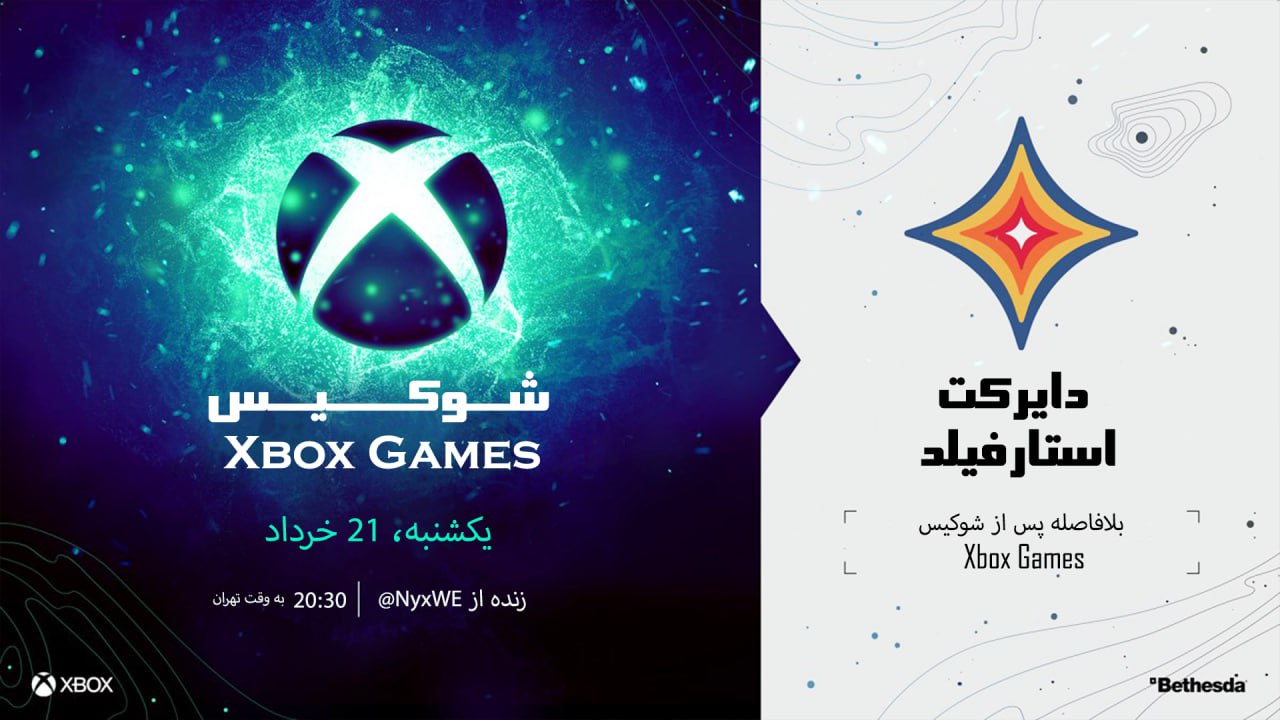 شوکیس
XBOX GAMES
یکشنبه، 21 خرداد
زنده از @NyxWE | 20:30 به وقت تهران
XBOX
دایرکت
استارفیلد
بلافاصله پس از شوکیس
Xbox Games
Bethesda